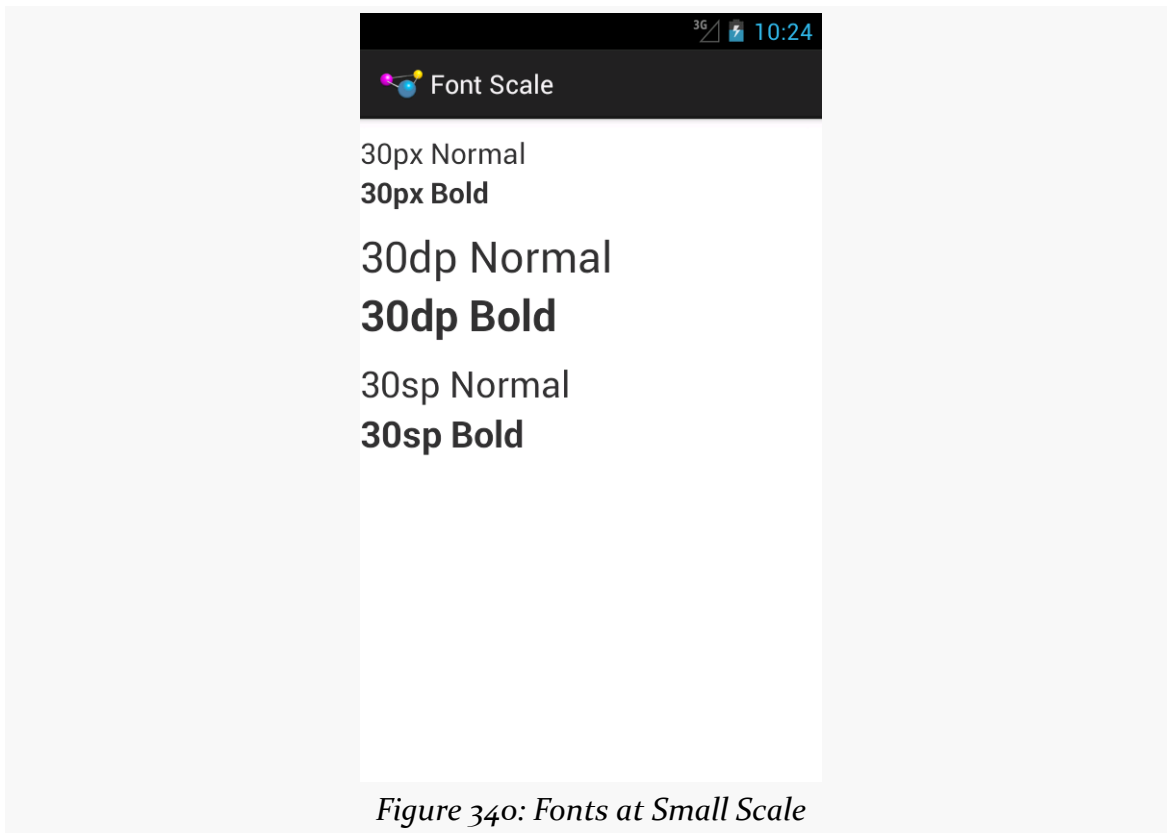 3G 10:24
Font Scale
30px Normal
30px Bold
30dp Normal
30dp Bold
30sp Normal
30sp Bold
Figure 340: Fonts at Small Scale